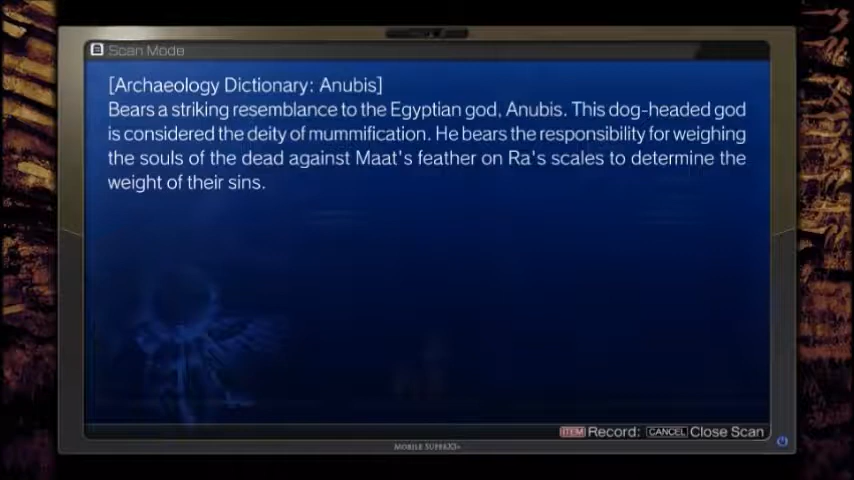 Scan Mode
[Archaeology Dictionary: Anubis]
Bears a striking resemblance to the Egyptian god, Anubis. This dog-headed god
is considered the deity of mummification. He bears the responsibility for weighing
the souls of the dead against Maat's feather on Ra's scales to determine the
weight of their sins.
ITEM Record: CANCEL Close Scan